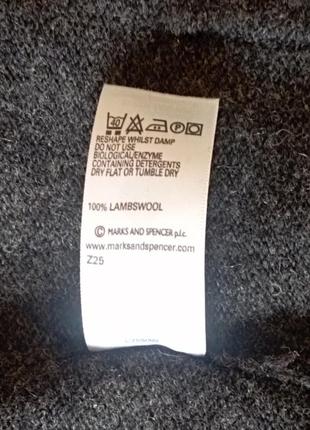 40 P
RESHAPE WHILST DAMP
DO NOT USE
BIOLOGICAL/ENZYME
CONTAINING DETERGENTS
DRY FLAT OR TUMBLE DRY
100% LAMBSWOOL
© MARKS AND SPENCER p.l.c.
www.marksandspencer.com
Z25